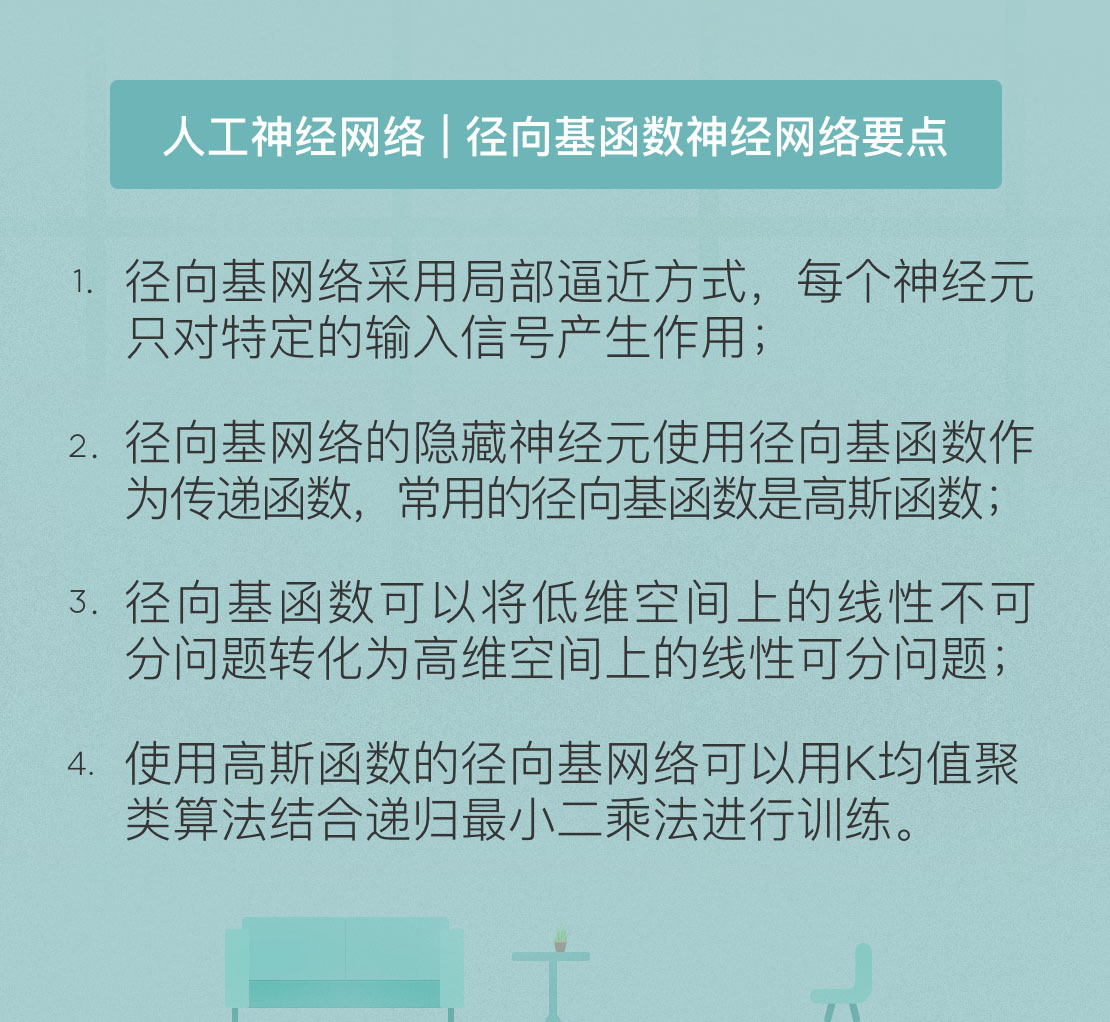 人工神经网络 | 径向基函数神经网络要点
1. 径向基网络采用局部逼近方式，每个神经元
只对特定的输入信号产生作用；
2. 径向基网络的隐藏神经元使用径向基函数作
为传递函数，常用的径向基函数是高斯函数；
3. 径向基函数可以将低维空间上的线性不可
分问题转化为高维空间上的线性可分问题；
4. 使用高斯函数的径向基网络可以用K均值聚
类算法结合递归最小二乘法进行训练。